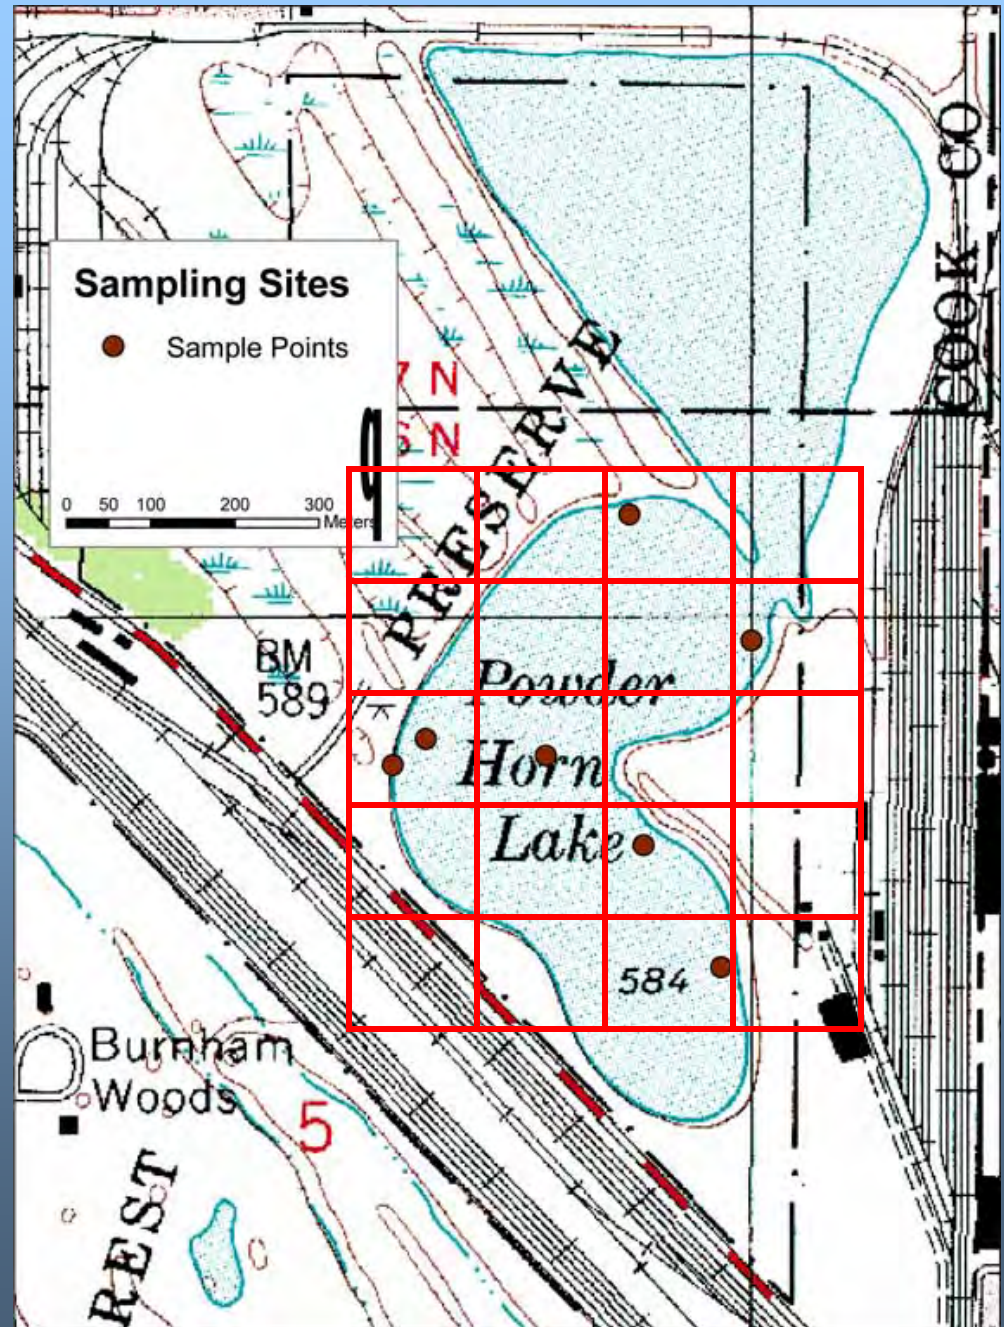 COOK CO
Sampling Sites
Sample Points
7 N
6 N
0 50 100 200 300
Meters
PRESERVE
BM
589
Powder
Horn
Lake
584
Burnham
Woods
5
REST